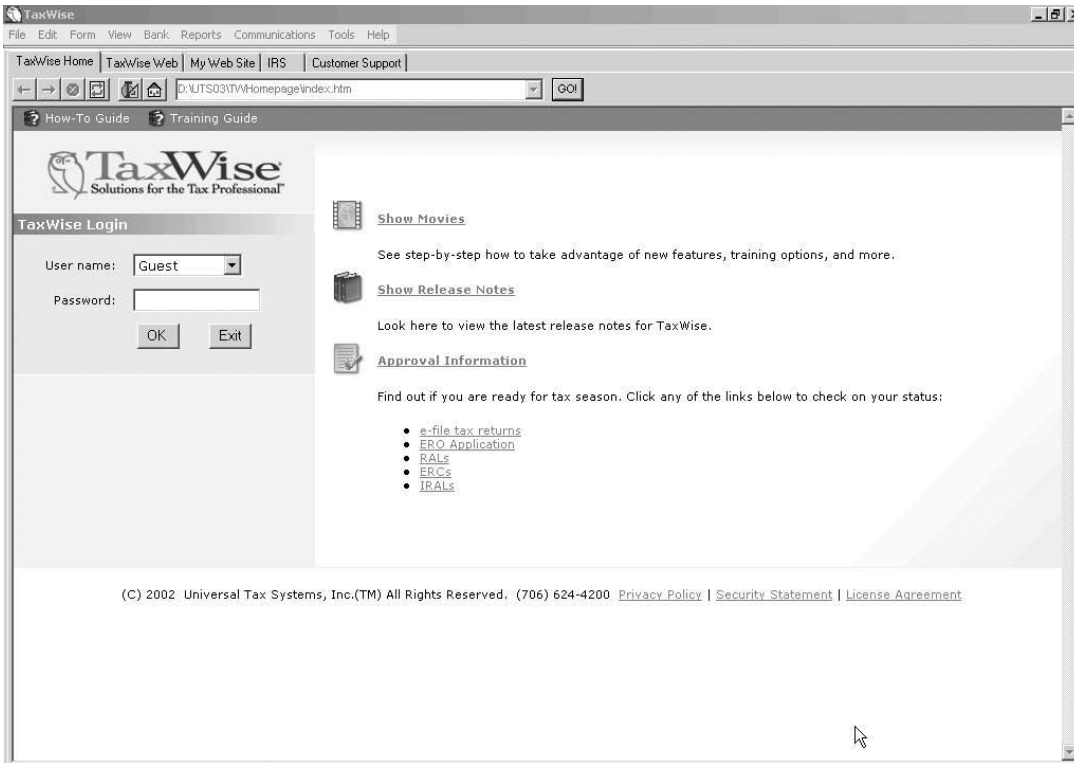 TaxWise
File Edit Form View Bank Reports Communications Tools Help
TaxWise Home TaxWise Web My Web Site IRS Customer Support
D:\UTS03\TWHomepage\index.htm GO!
How-To Guide Training Guide
TaxWise
Solutions for the Tax Professional
TaxWise Login
User name: Guest
Password:
OK Exit
Show Movies
See step-by-step how to take advantage of new features, training options, and more.
Show Release Notes
Look here to view the latest release notes for TaxWise.
Approval Information
Find out if you are ready for tax season. Click any of the links below to check on your status:
• e-file tax returns
• ERO Application
• RALs
• ERCs
• IRALs
(C) 2002 Universal Tax Systems, Inc.(TM) All Rights Reserved. (706) 624-4200 Privacy Policy | Security Statement | License Agreement